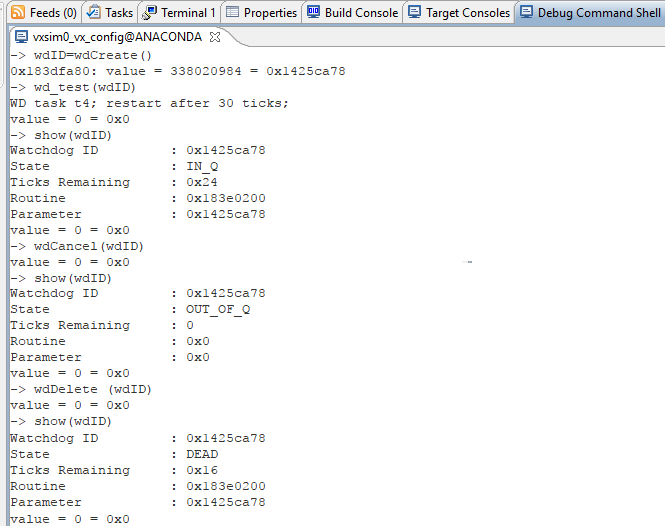 Feeds (0) Tasks Terminal 1 Properties Build Console Target Consoles Debug Command Shell
vxsim0_vx_config@ANACONDA
-> wdID=wdCreate()
0x183dfa80: value = 338020984 = 0x1425ca78
-> wd_test(wdID)
WD task t4; restart after 30 ticks;
value = 0 = 0x0
-> show(wdID)
Watchdog ID : 0x1425ca78
State : IN_Q
Ticks Remaining : 0x24
Routine : 0x183e0200
Parameter : 0x1425ca78
value = 0 = 0x0
-> wdCancel(wdID)
value = 0 = 0x0
-> show(wdID)
Watchdog ID : 0x1425ca78
State : OUT_OF_Q
Ticks Remaining : 0
Routine : 0x0
Parameter : 0x0
value = 0 = 0x0
-> wdDelete (wdID)
value = 0 = 0x0
-> show(wdID)
Watchdog ID : 0x1425ca78
State : DEAD
Ticks Remaining : 0x16
Routine : 0x183e0200
Parameter : 0x1425ca78
value = 0 = 0x0